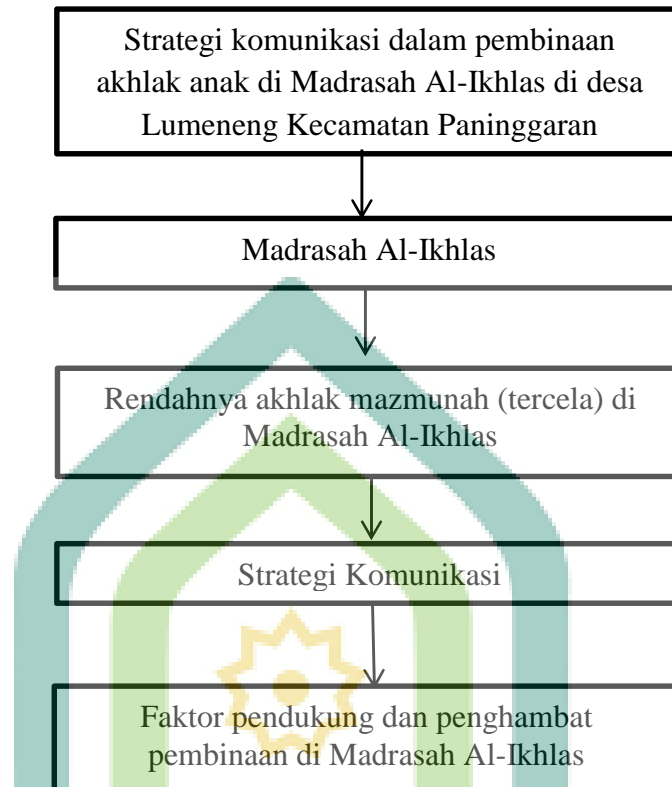 Strategi komunikasi dalam pembinaan
akhlak anak di Madrasah Al-Ikhlas di desa
Lumeneng Kecamatan Paninggaran
Madrasah Al-Ikhlas
Rendahnya akhlak mazmunah (tercela) di
Madrasah Al-Ikhlas
Strategi Komunikasi
Faktor pendukung dan penghambat
pembinaan di Madrasah Al-Ikhlas